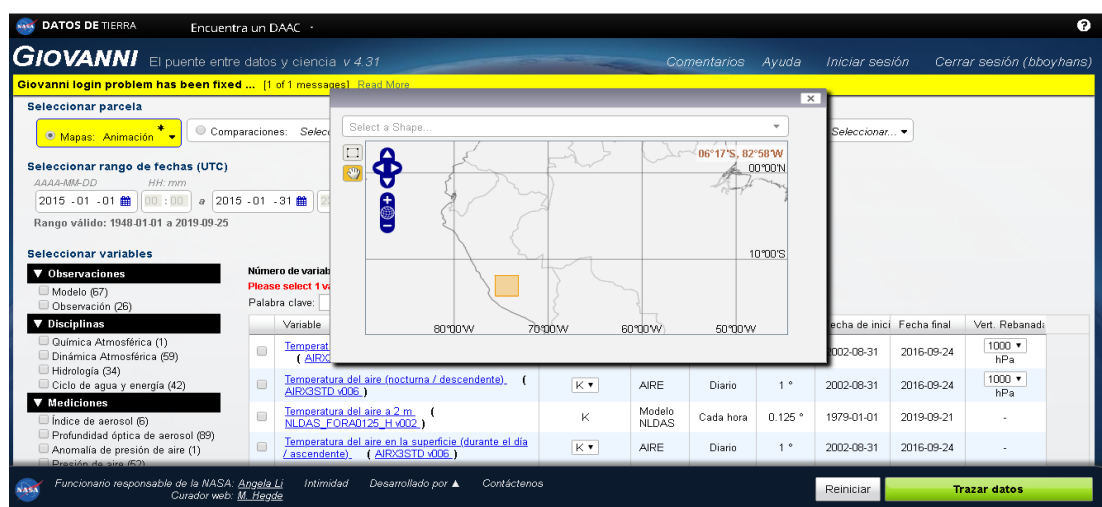 NASA DATOS DE TIERRA Encuentra un DAAC ?
GIOVANNI El puente entre datos y ciencia v 4.31 Comentarios Ayuda Iniciar sesión Cerrar sesión (bboyhans)
Giovanni login problem has been fixed ... [1 of 1 messages] Read More
Seleccionar parcela
Mapas: Animación * Comparaciones: Selecc Seleccionar...
Select a Shape...
06°17'S, 82°58'W
00°00'N
10°00'S
80°00'W 70°00'W 60°00'W 50°00'W
Seleccionar rango de fechas (UTC)
AAAA-MM-DD HH: mm
2015 -01 -01 00 : 00 a 2015 -01 -31
Rango válido: 1948-01-01 a 2019-09-25
Seleccionar variables
Observaciones
Modelo (67)
Observación (26)
Disciplinas
Química Atmosférica (1)
Dinámica Atmosférica (59)
Hidrología (34)
Ciclo de agua y energía (42)
Mediciones
Índice de aerosol (6)
Profundidad óptica de aerosol (89)
Anomalía de presión de aire (1)
Presión de aire (52)
Número de variab
Please select 1 va
Palabra clave:
Variable echa de inici Fecha final Vert. Rebanada
Temperat ( AIRX 2002-08-31 2016-09-24 1000 hPa
Temperatura del aire (nocturna / descendente) ( K AIRE Diario 1 ° 2002-08-31 2016-09-24 1000
AIRX3STD v006 ) hPa
Temperatura del aire a 2 m ( K Modelo Cada hora 0.125 ° 1979-01-01 2019-09-21 -
NLDAS_FORA0125_H v002 ) NLDAS
Temperatura del aire en la superficie (durante el día K AIRE Diario 1 ° 2002-08-31 2016-09-24 -
/ ascendente) ( AIRX3STD v006 )
NASA Funcionario responsable de la NASA: Angela Li Intimidad Desarrollado por ▲ Contáctenos
Curador web: M. Hegde
Reiniciar Trazar datos